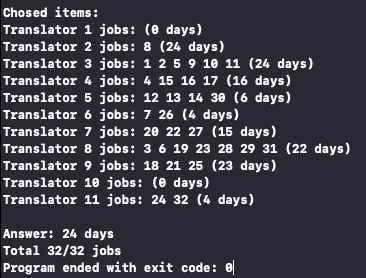 Chosed items:
Translator 1 jobs: (0 days)
Translator 2 jobs: 8 (24 days)
Translator 3 jobs: 1 2 5 9 10 11 (24 days)
Translator 4 jobs: 4 15 16 17 (16 days)
Translator 5 jobs: 12 13 14 30 (6 days)
Translator 6 jobs: 7 26 (4 days)
Translator 7 jobs: 20 22 27 (15 days)
Translator 8 jobs: 3 6 19 23 28 29 31 (22 days)
Translator 9 jobs: 18 21 25 (23 days)
Translator 10 jobs: (0 days)
Translator 11 jobs: 24 32 (4 days)
Answer: 24 days
Total 32/32 jobs
Program ended with exit code: 0